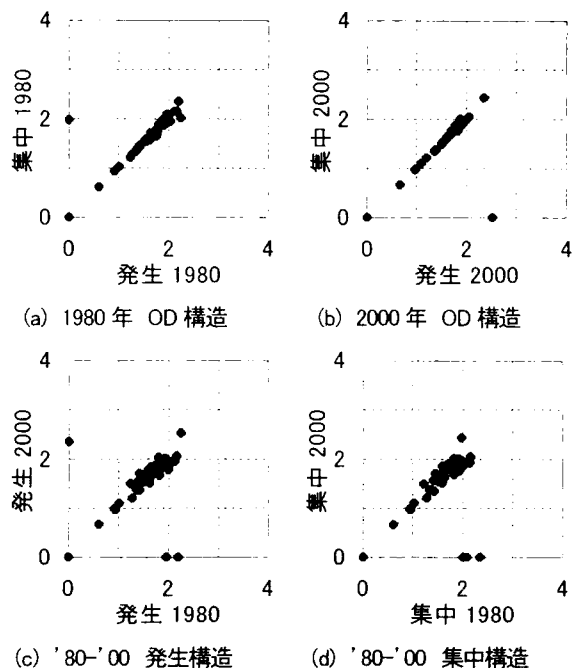 4
集中 1980
2
0
0 2 4
発生 1980
(a) 1980 年 OD 構造
4
集中 2000
2
0
0 2 4
発生 2000
(b) 2000 年 OD 構造
4
発生 2000
2
0
0 2 4
発生 1980
(c) '80-'00 発生構造
4
集中 2000
2
0
0 2 4
集中 1980
(d) '80-'00 集中構造